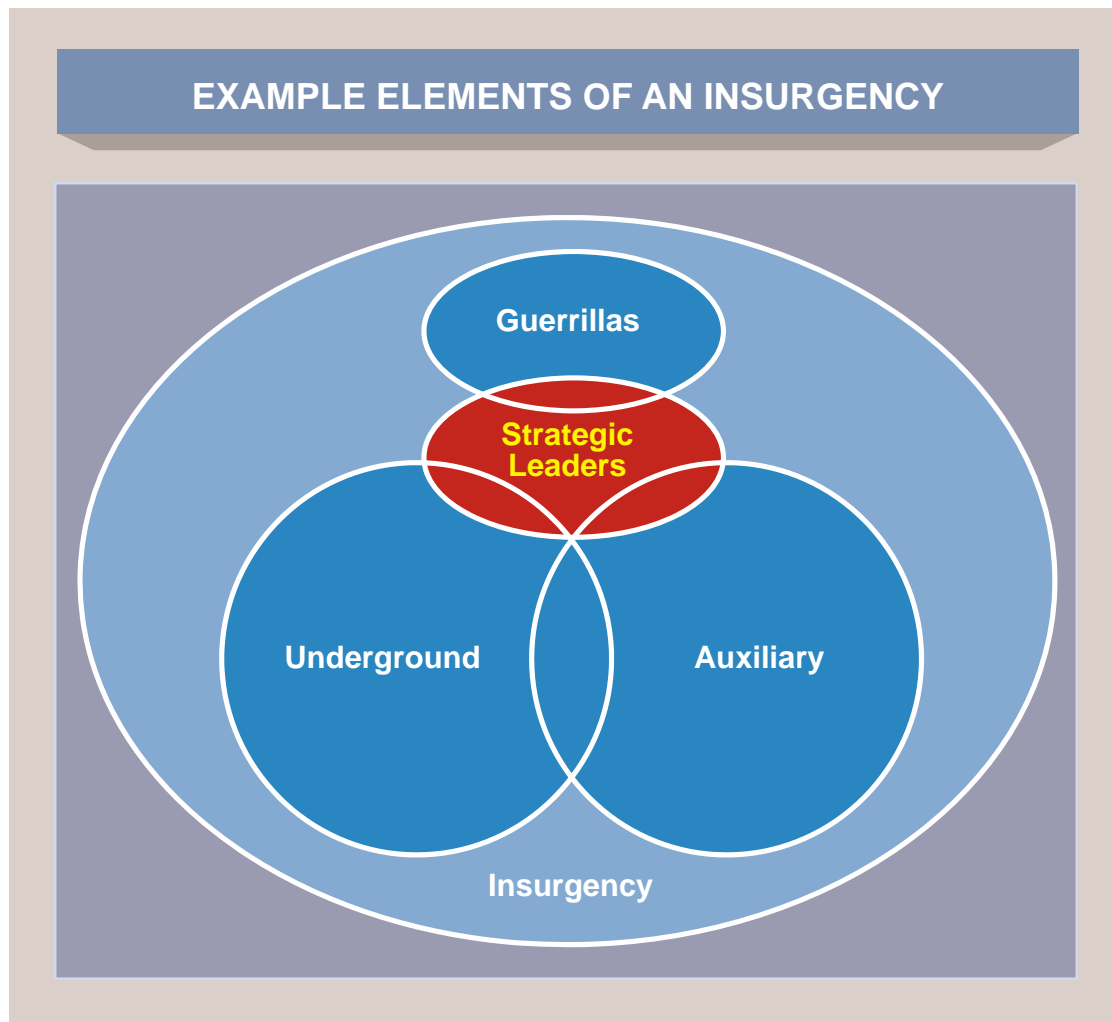 EXAMPLE ELEMENTS OF AN INSURGENCY
Guerrillas
Strategic
Leaders
Underground
Auxiliary
Insurgency